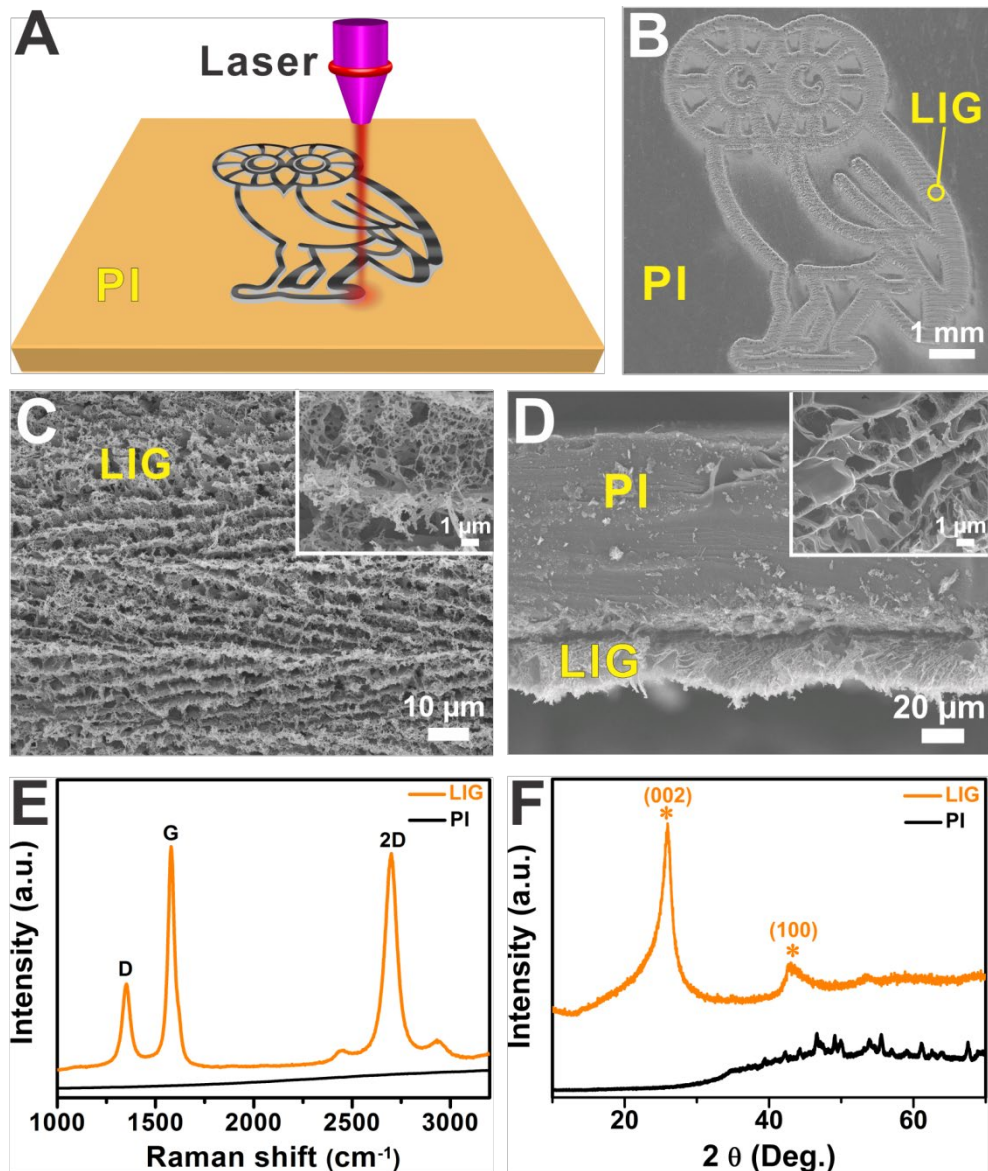 A
Laser
PI
B
LIG
PI
1 mm
C
LIG
1 µm
10 µm
D
PI
LIG
1 µm
20 µm
E
LIG
PI
D
G
2D
Intensity (a.u.)
1000 1500 2000 2500 3000
Raman shift (cm⁻¹)
F
LIG
PI
(002)
*
(100)
*
Intensity (a.u.)
20 40 60
2 θ (Deg.)